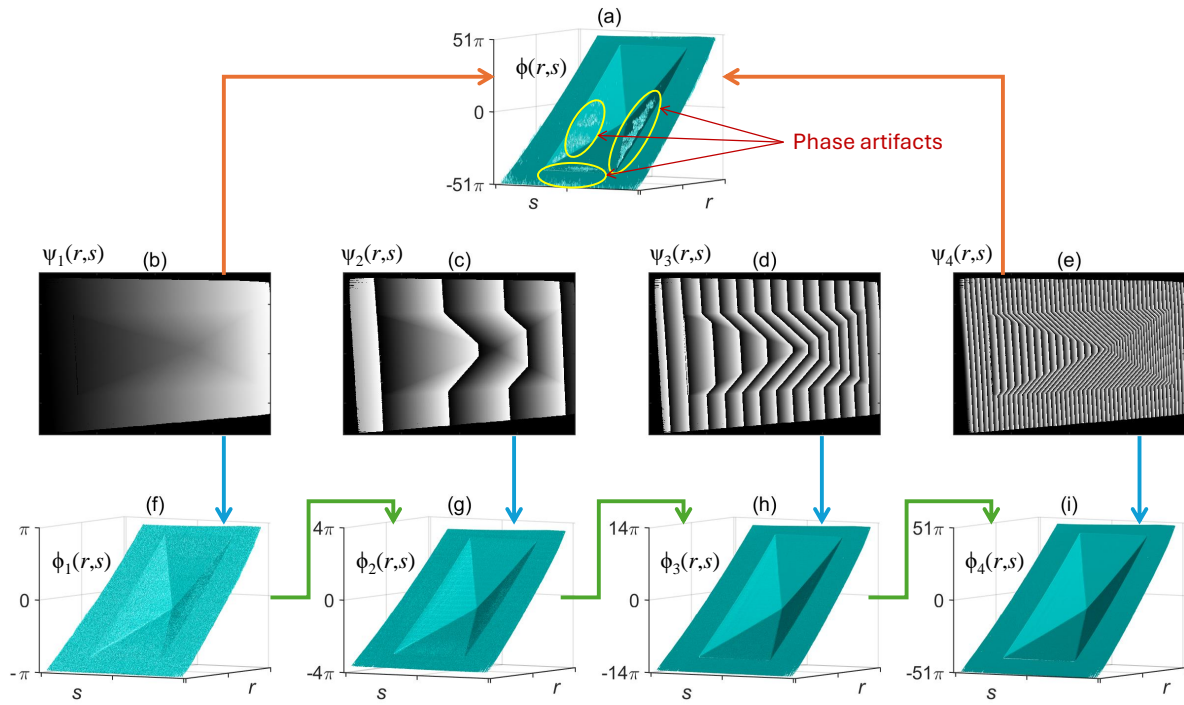 (a)
51π
ϕ(r,s)
0
Phase artifacts
-51π
s
r
ψ₁(r,s) (b)
ψ₂(r,s) (c)
ψ₃(r,s) (d)
ψ₄(r,s) (e)
(f)
(g)
(h)
(i)
π
4π
14π
51π
ϕ₁(r,s)
ϕ₂(r,s)
ϕ₃(r,s)
ϕ₄(r,s)
0
0
0
0
-π
-4π
-14π
-51π
s r
s r
s r
s r